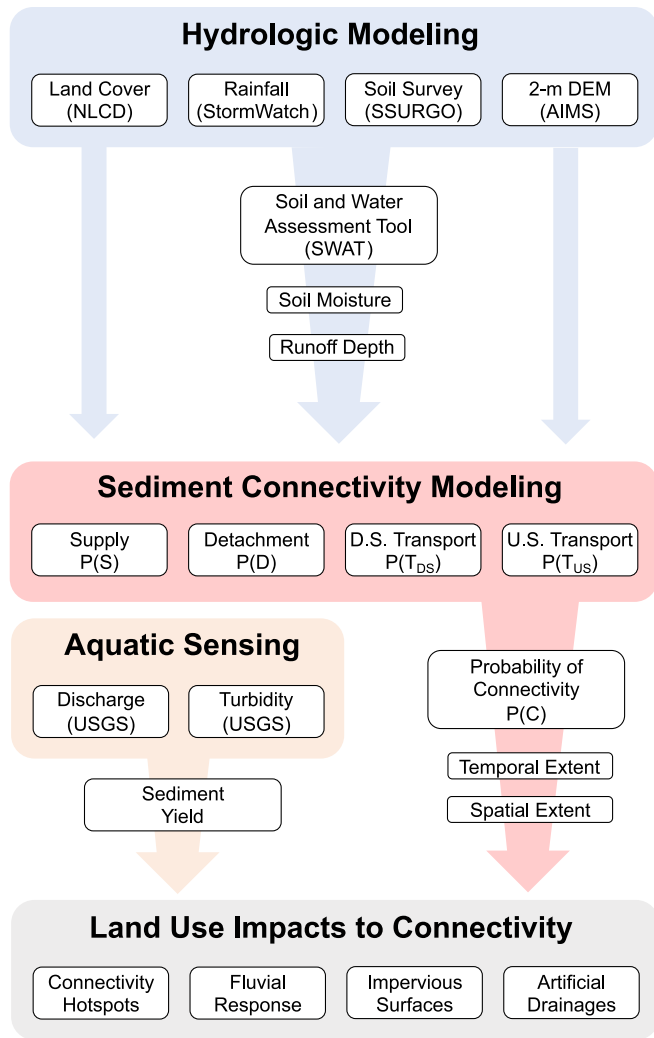 Hydrologic Modeling
Land Cover
(NLCD)
Rainfall
(StormWatch)
Soil Survey
(SSURGO)
2-m DEM
(AIMS)
Soil and Water
Assessment Tool
(SWAT)
Soil Moisture
Runoff Depth
Sediment Connectivity Modeling
Supply
P(S)
Detachment
P(D)
D.S. Transport
P(T_DS)
U.S. Transport
P(T_US)
Aquatic Sensing
Discharge
(USGS)
Turbidity
(USGS)
Sediment
Yield
Probability of
Connectivity
P(C)
Temporal Extent
Spatial Extent
Land Use Impacts to Connectivity
Connectivity
Hotspots
Fluvial
Response
Impervious
Surfaces
Artificial
Drainages